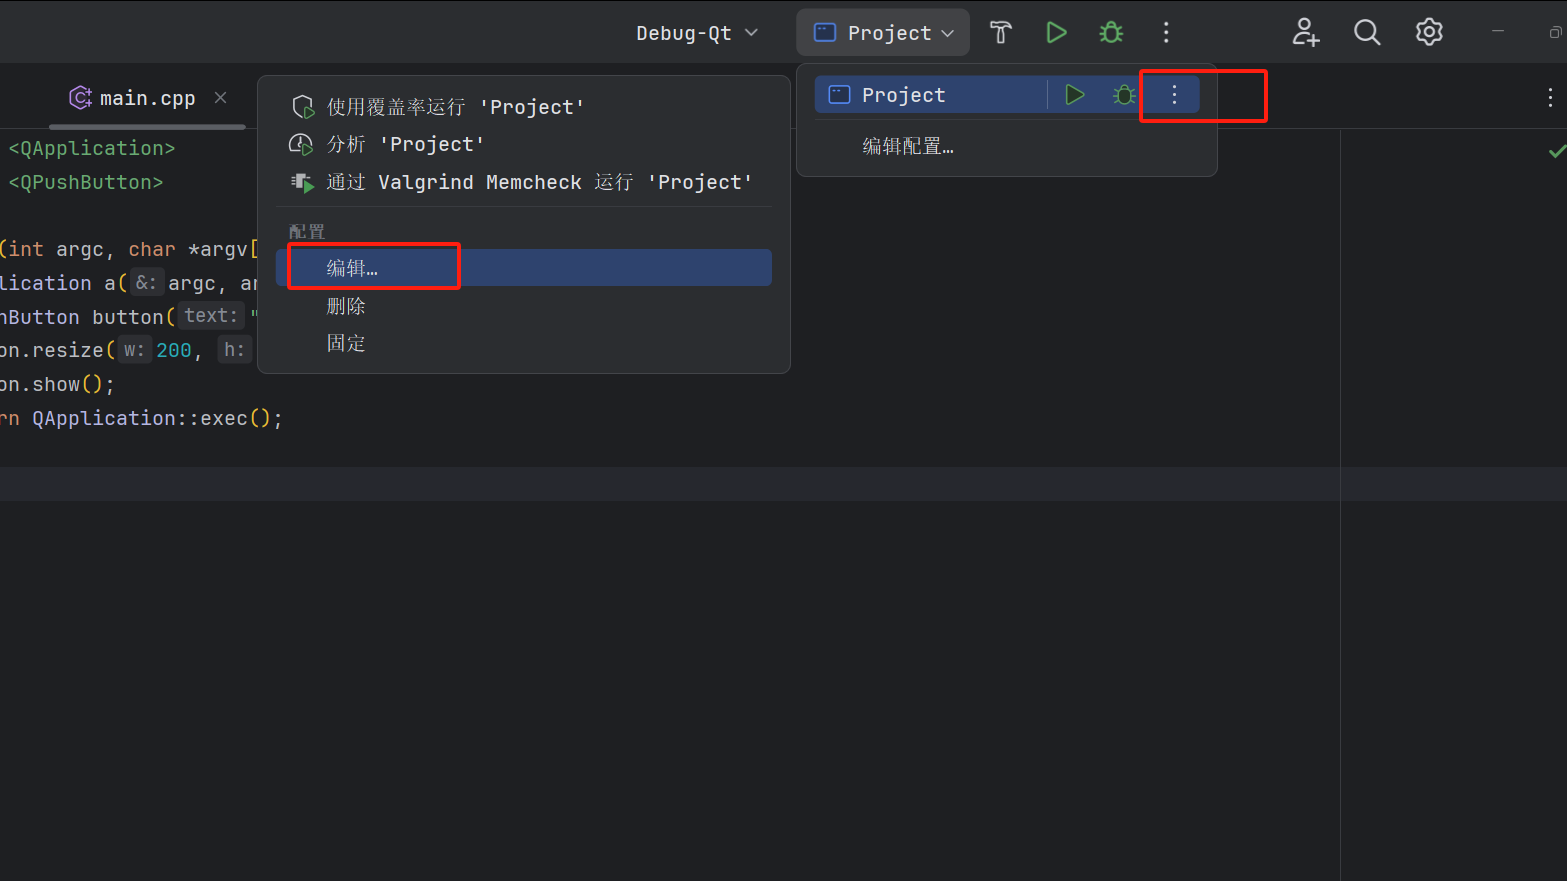 Debug-Qt
Project
main.cpp
Project
编辑配置...
使用覆盖率运行 'Project'
分析 'Project'
通过 Valgrind Memcheck 运行 'Project'
配置
编辑...
删除
固定
<QApplication>
<QPushButton>
(int argc, char *argv[
lication a(&: argc, ar
nButton button(text: "
on.resize(w: 200, h:
on.show();
rn QApplication::exec();